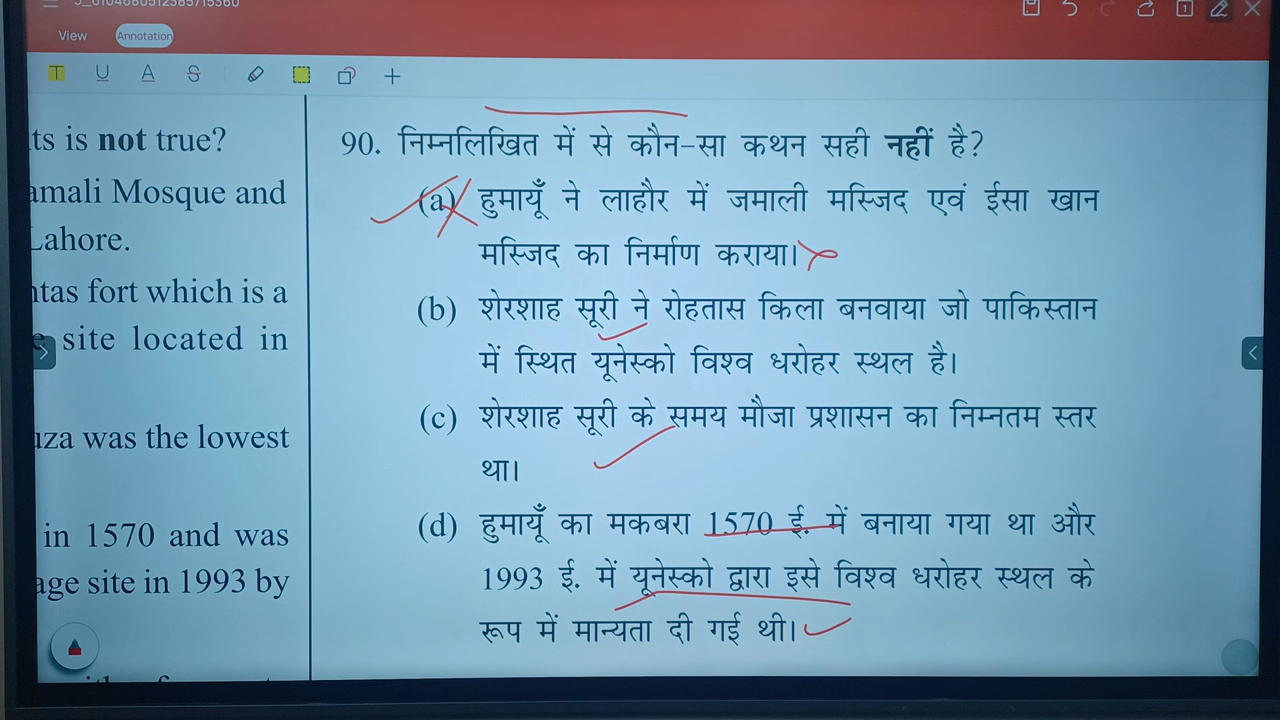 View Annotation
T U A S
ts is not true?
amali Mosque and
Lahore.
ntas fort which is a
site located in
uza was the lowest
in 1570 and was
age site in 1993 by
90. निम्नलिखित में से कौन-सा कथन सही नहीं है?
(a) हुमायूँ ने लाहौर में जमाली मस्जिद एवं ईसा खान
मस्जिद का निर्माण कराया।
(b) शेरशाह सूरी ने रोहतास किला बनवाया जो पाकिस्तान
में स्थित यूनेस्को विश्व धरोहर स्थल है।
(c) शेरशाह सूरी के समय मौजा प्रशासन का निम्नतम स्तर
था।
(d) हुमायूँ का मकबरा 1570 ई. में बनाया गया था और
1993 ई. में यूनेस्को द्वारा इसे विश्व धरोहर स्थल के
रूप में मान्यता दी गई थी।